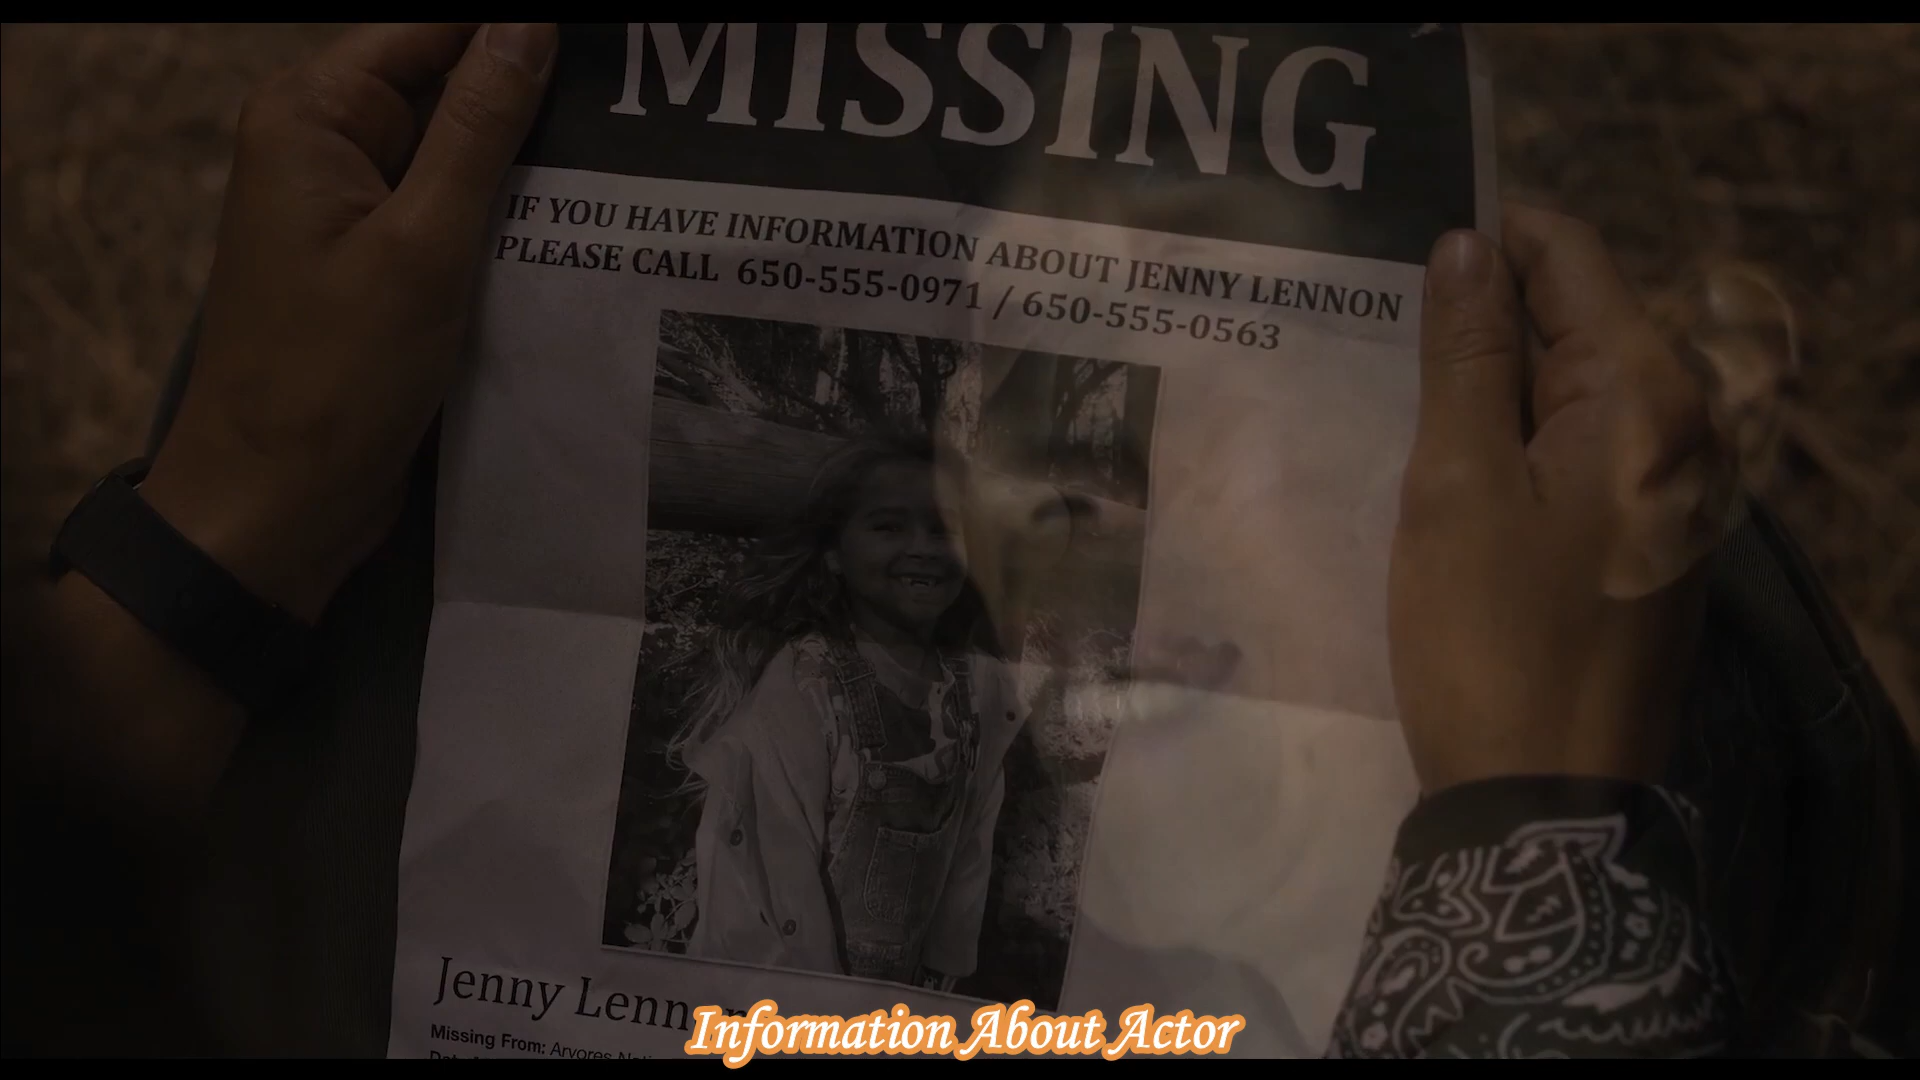 MISSING
IF YOU HAVE INFORMATION ABOUT JENNY LENNON
PLEASE CALL 650-555-0971 / 650-555-0563
Jenny Lenn
Missing From: Arvores
Information About Actor